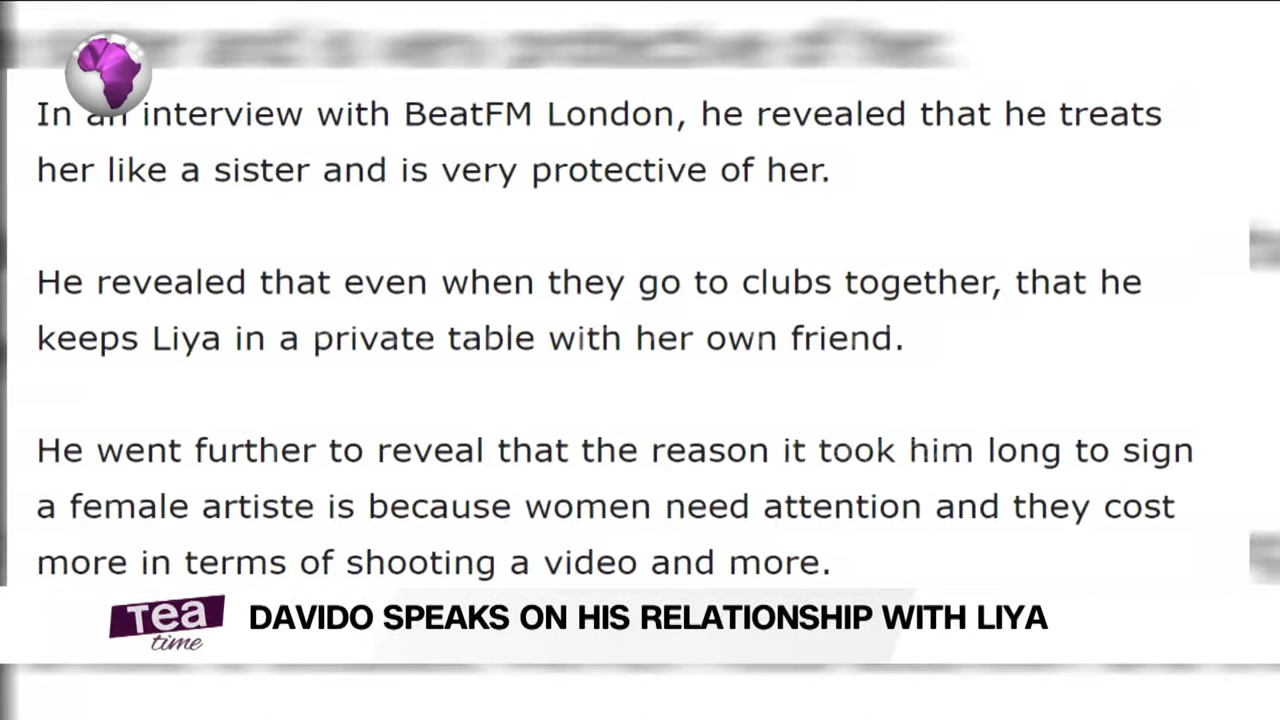 In an interview with BeatFM London, he revealed that he treats
her like a sister and is very protective of her.
He revealed that even when they go to clubs together, that he
keeps Liya in a private table with her own friend.
He went further to reveal that the reason it took him long to sign
a female artiste is because women need attention and they cost
more in terms of shooting a video and more.
Tea
time
DAVIDO SPEAKS ON HIS RELATIONSHIP WITH LIYA